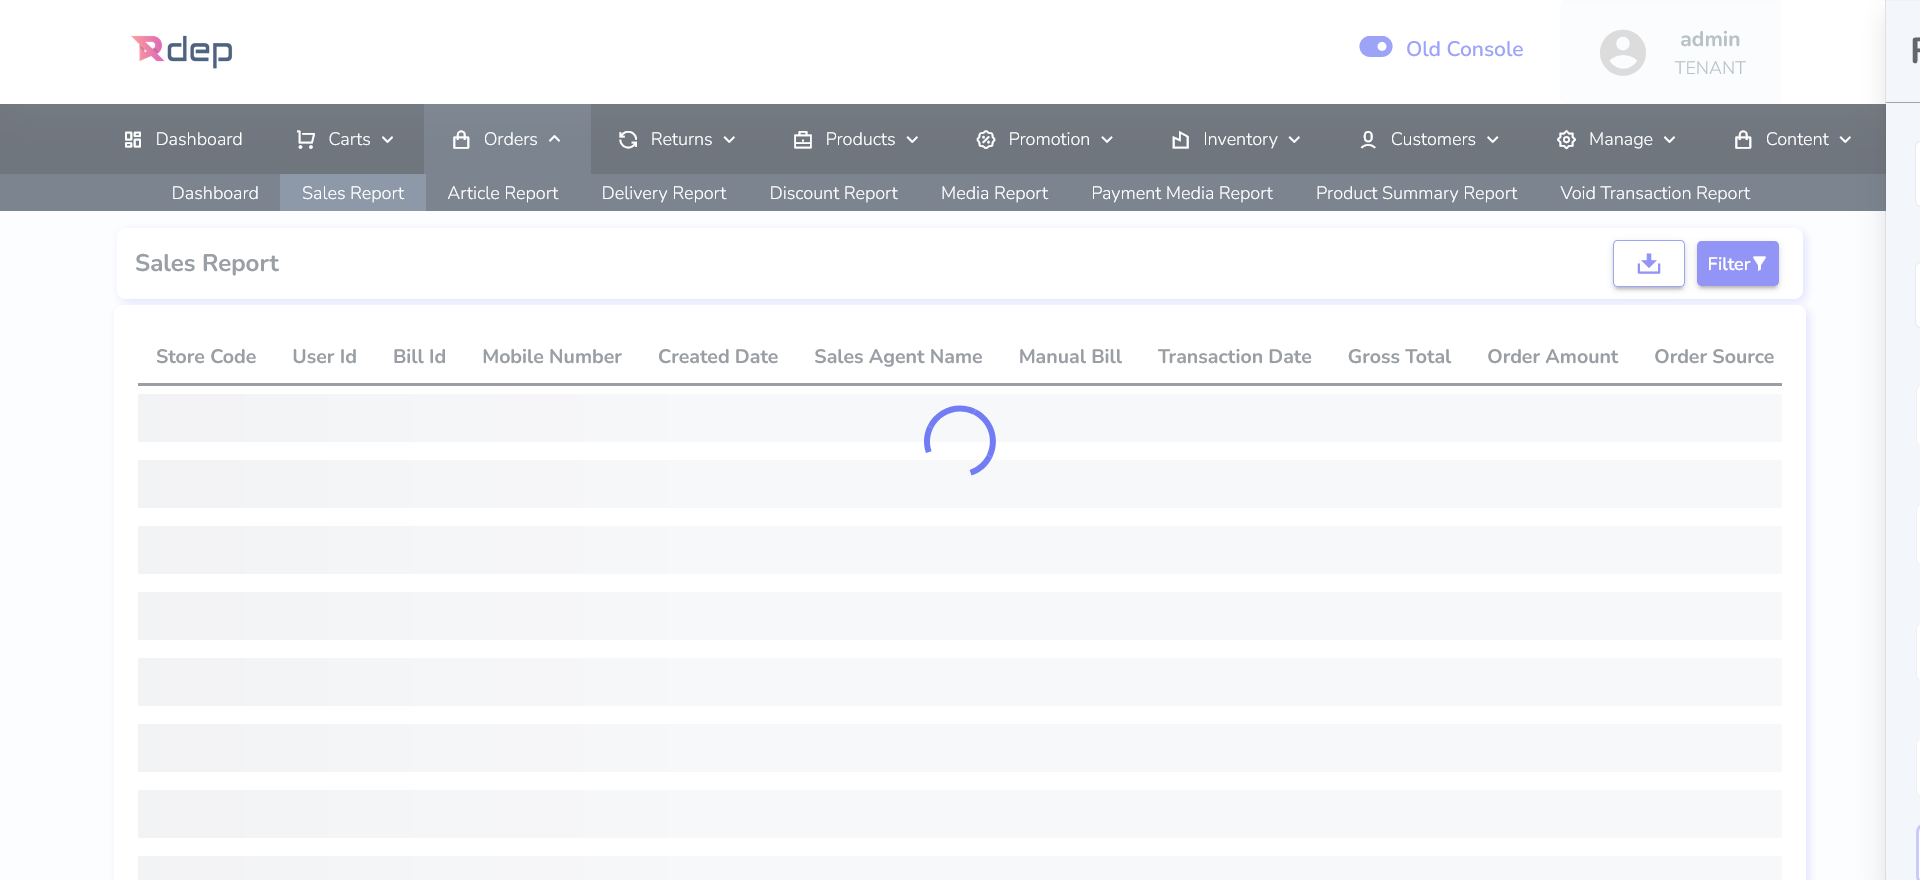 Rdep
Old Console
admin
TENANT
Dashboard Carts Orders Returns Products Promotion Inventory Customers Manage Content
Dashboard Sales Report Article Report Delivery Report Discount Report Media Report Payment Media Report Product Summary Report Void Transaction Report
Sales Report
Filter
Store Code User Id Bill Id Mobile Number Created Date Sales Agent Name Manual Bill Transaction Date Gross Total Order Amount Order Source